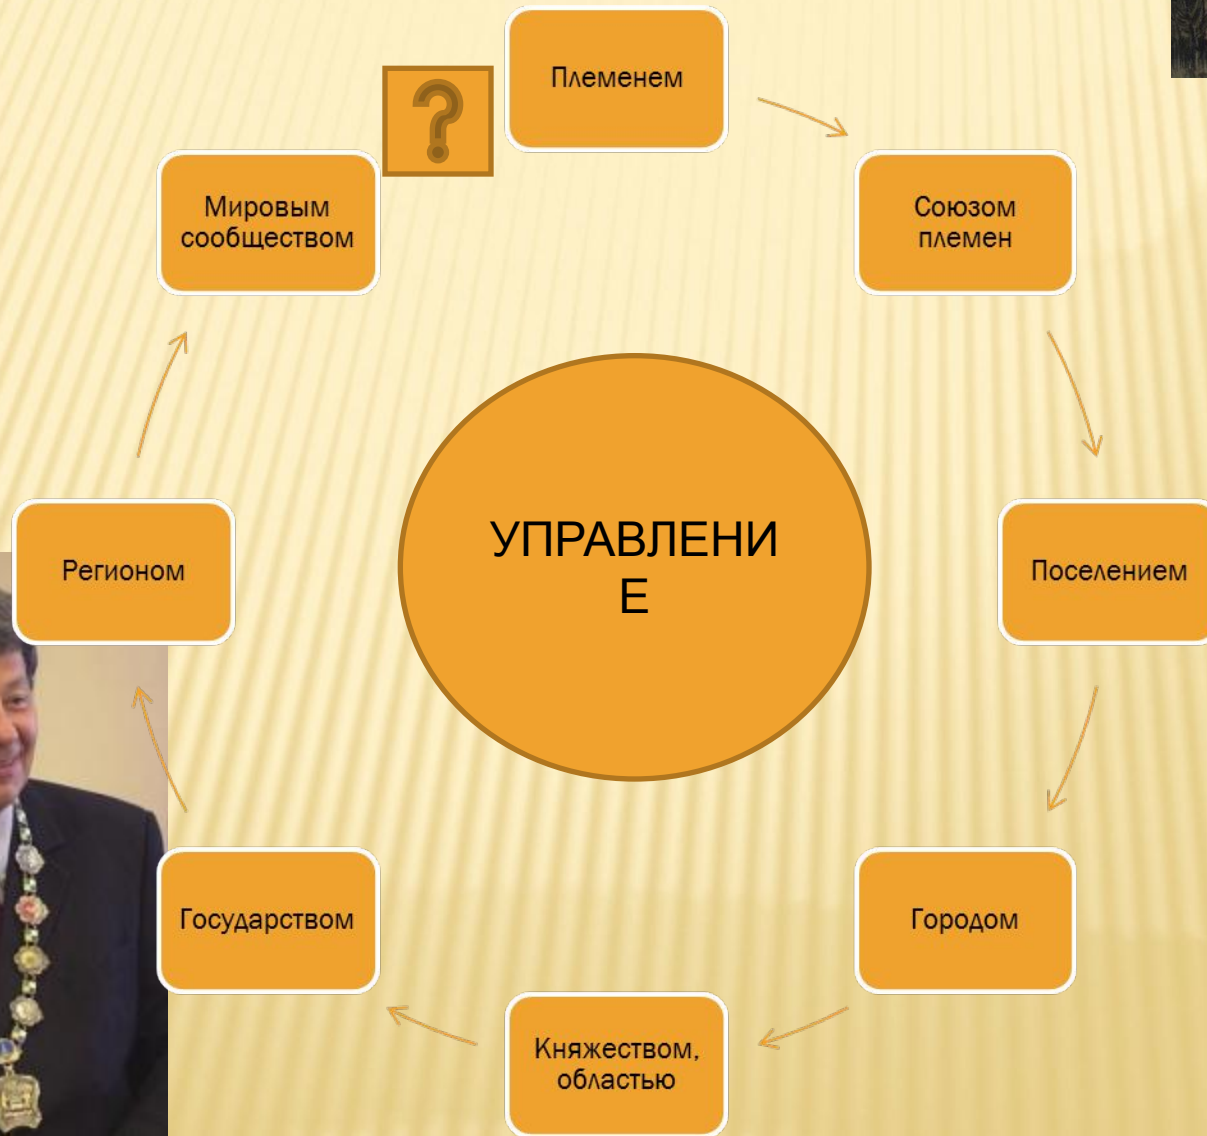 Племенем
?
Мировым
сообществом
Союзом
племен
УПРАВЛЕНИ
Е
Регионом
Поселением
Государством
Городом
Княжеством,
областью